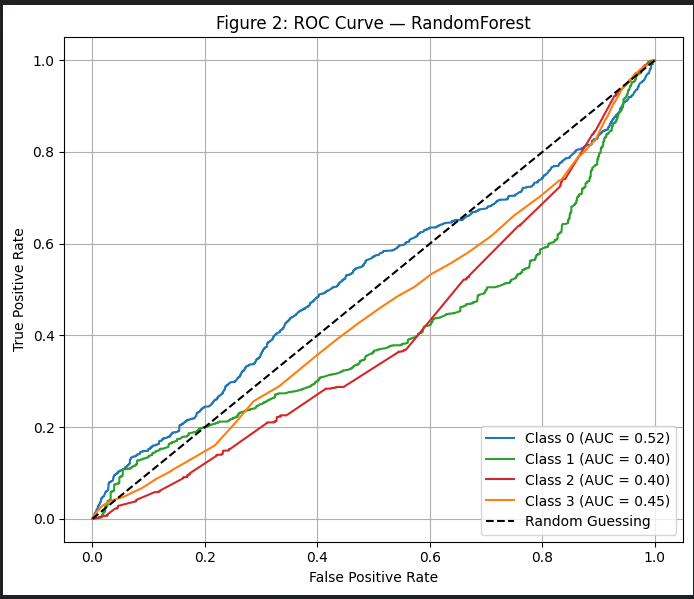 Figure 2: ROC Curve — RandomForest
True Positive Rate
1.0
0.8
0.6
0.4
0.2
0.0
Class 0 (AUC = 0.52)
Class 1 (AUC = 0.40)
Class 2 (AUC = 0.40)
Class 3 (AUC = 0.45)
Random Guessing
0.0 0.2 0.4 0.6 0.8 1.0
False Positive Rate